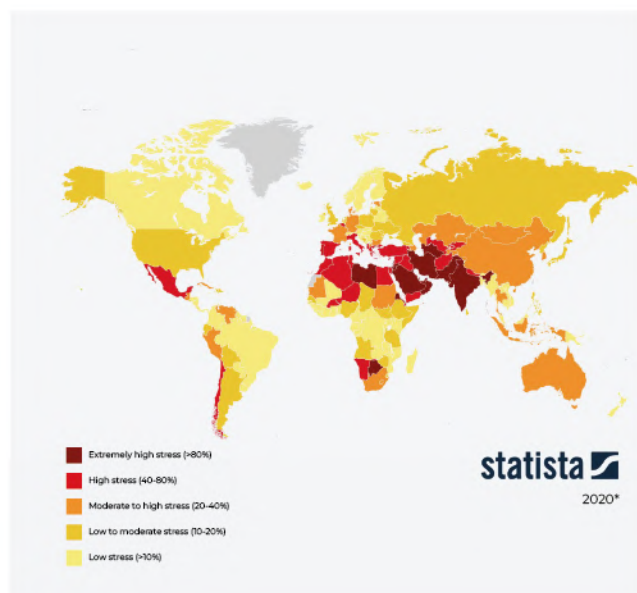 Extremely high stress (>80%)
High stress (40-80%)
Moderate to high stress (20-40%)
Low to moderate stress (10-20%)
Low stress (>10%)
statista
2020*